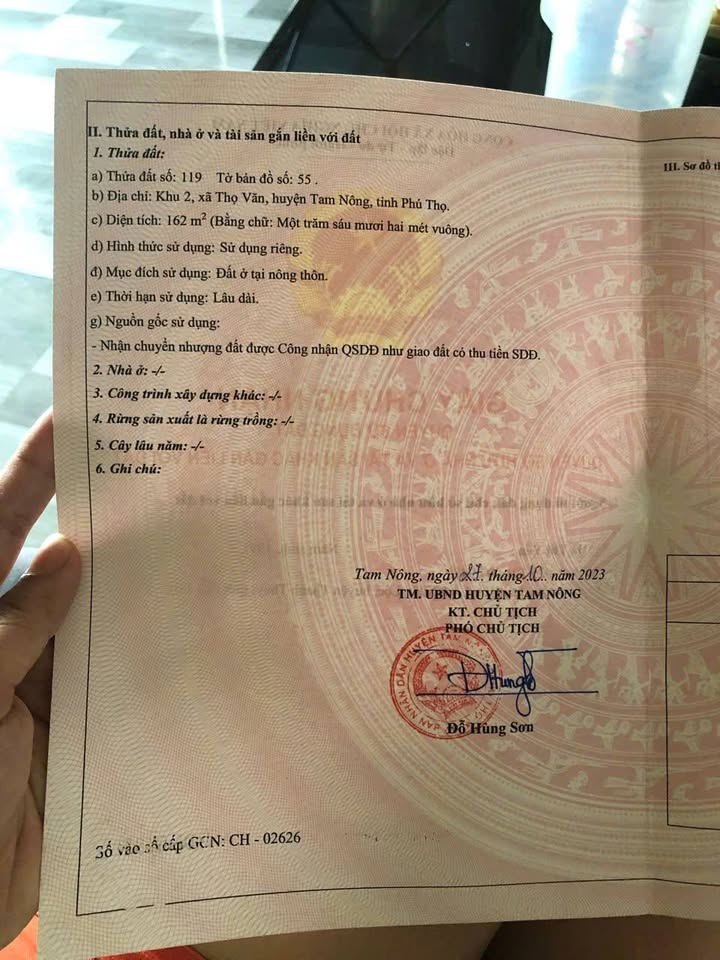 II. Thửa đất, nhà ở và tài sản gắn liền với đất
1. Thửa đất:
a) Thửa đất số: 119 Tờ bản đồ số: 55 .
b) Địa chỉ: Khu 2, xã Thọ Văn, huyện Tam Nông, tỉnh Phú Thọ.
c) Diện tích: 162 m² (Bằng chữ: Một trăm sáu mươi hai mét vuông).
d) Hình thức sử dụng: Sử dụng riêng.
đ) Mục đích sử dụng: Đất ở tại nông thôn.
e) Thời hạn sử dụng: Lâu dài.
g) Nguồn gốc sử dụng:
- Nhận chuyển nhượng đất được Công nhận QSDĐ như giao đất có thu tiền SDĐ.
2. Nhà ở: -/-
3. Công trình xây dựng khác: -/-
4. Rừng sản xuất là rừng trồng: -/-
5. Cây lâu năm: -/-
6. Ghi chú:
Tam Nông, ngày 27. tháng 10.. năm 2023
TM. UBND HUYỆN TAM NÔNG
KT. CHỦ TỊCH
PHÓ CHỦ TỊCH
Đỗ Hùng Sơn
Số vào sổ cấp GCN: CH - 02626
III. Sơ đồ